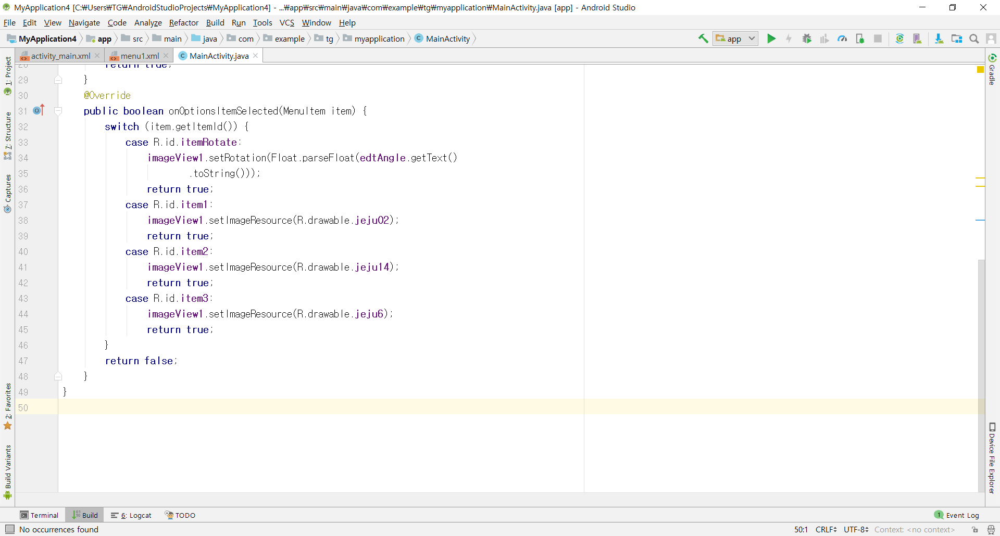 MyApplication4 [C:₩Users₩TG₩AndroidStudioProjects₩MyApplication4] - ...₩app₩src₩main₩java₩com₩example₩tg₩myapplication₩MainActivity.java [app] - Android Studio
File Edit View Navigate Code Analyze Refactor Build Run Tools VCS Window Help
MyApplication4 app src main java com example tg myapplication MainActivity app
activity_main.xml menu1.xml MainActivity.java
28 return true;
29 }
30 @Override
31 public boolean onOptionsItemSelected(MenuItem item) {
32 switch (item.getItemId()) {
33 case R.id.itemRotate:
34 imageView1.setRotation(Float.parseFloat(edtAngle.getText()
35 .toString()));
36 return true;
37 case R.id.item1:
38 imageView1.setImageResource(R.drawable.jeju02);
39 return true;
40 case R.id.item2:
41 imageView1.setImageResource(R.drawable.jeju14);
42 return true;
43 case R.id.item3:
44 imageView1.setImageResource(R.drawable.jeju6);
45 return true;
46 }
47 return false;
48 }
49 }
50
1: Project
7: Structure
Captures
2: Favorites
Build Variants
Gradle
Device File Explorer
Terminal Build 6: Logcat TODO 1 Event Log
No occurrences found 50:1 CRLF UTF-8 Context: <no context>